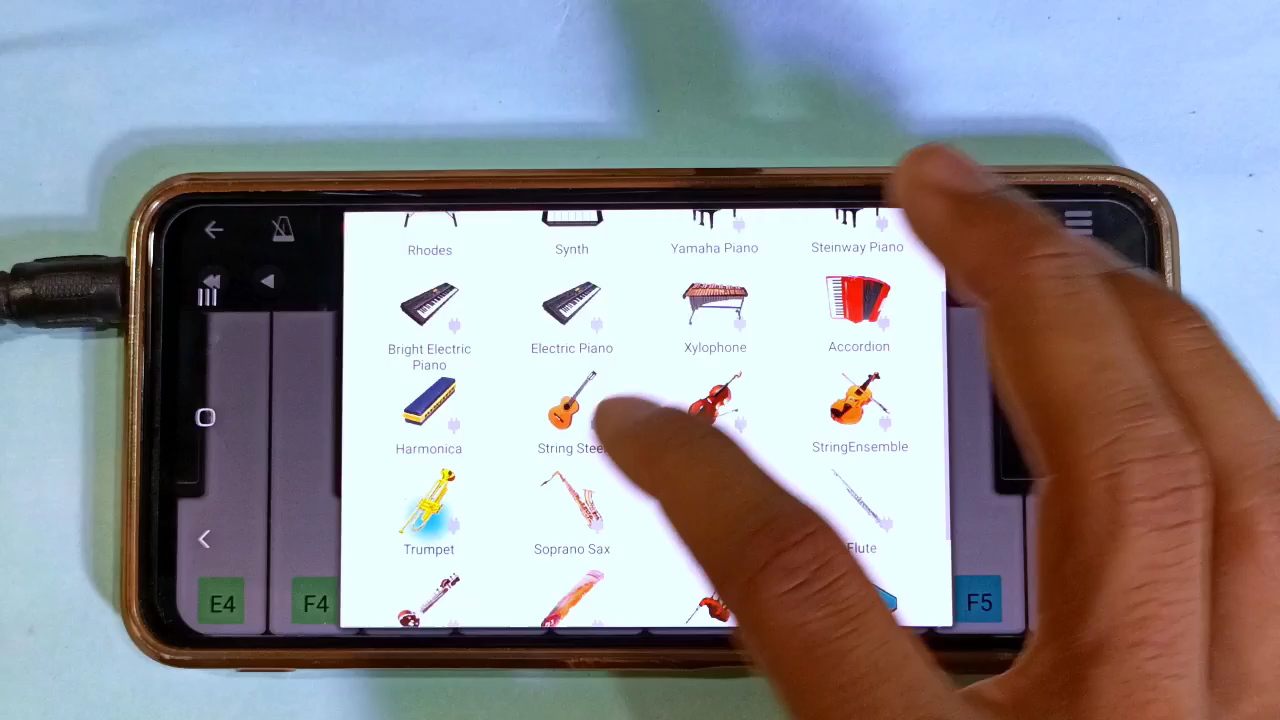 Rhodes Synth Yamaha Piano Steinway Piano
Bright Electric Electric Piano Xylophone Accordion
Piano
Harmonica String StringEnsemble
Trumpet Soprano Sax Flute
E4 F4 F5